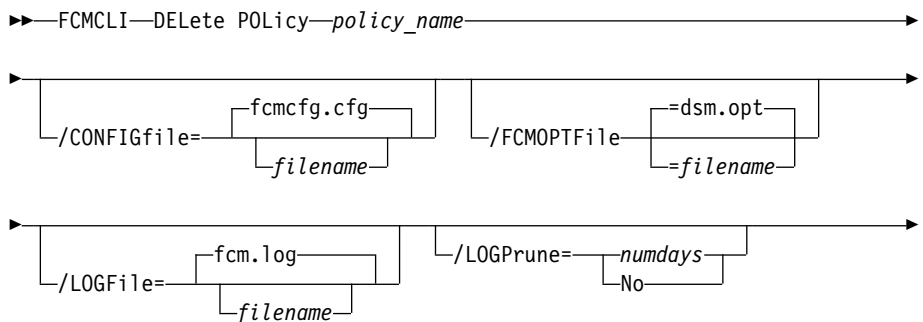 FCMCLI DELete POLicy policy_name
fcmcfg.cfg =dsm.opt
/CONFIGfile= /FCMOPTFile
filename =filename
fcm.log
/LOGFile= /LOGPrune= numdays
filename No